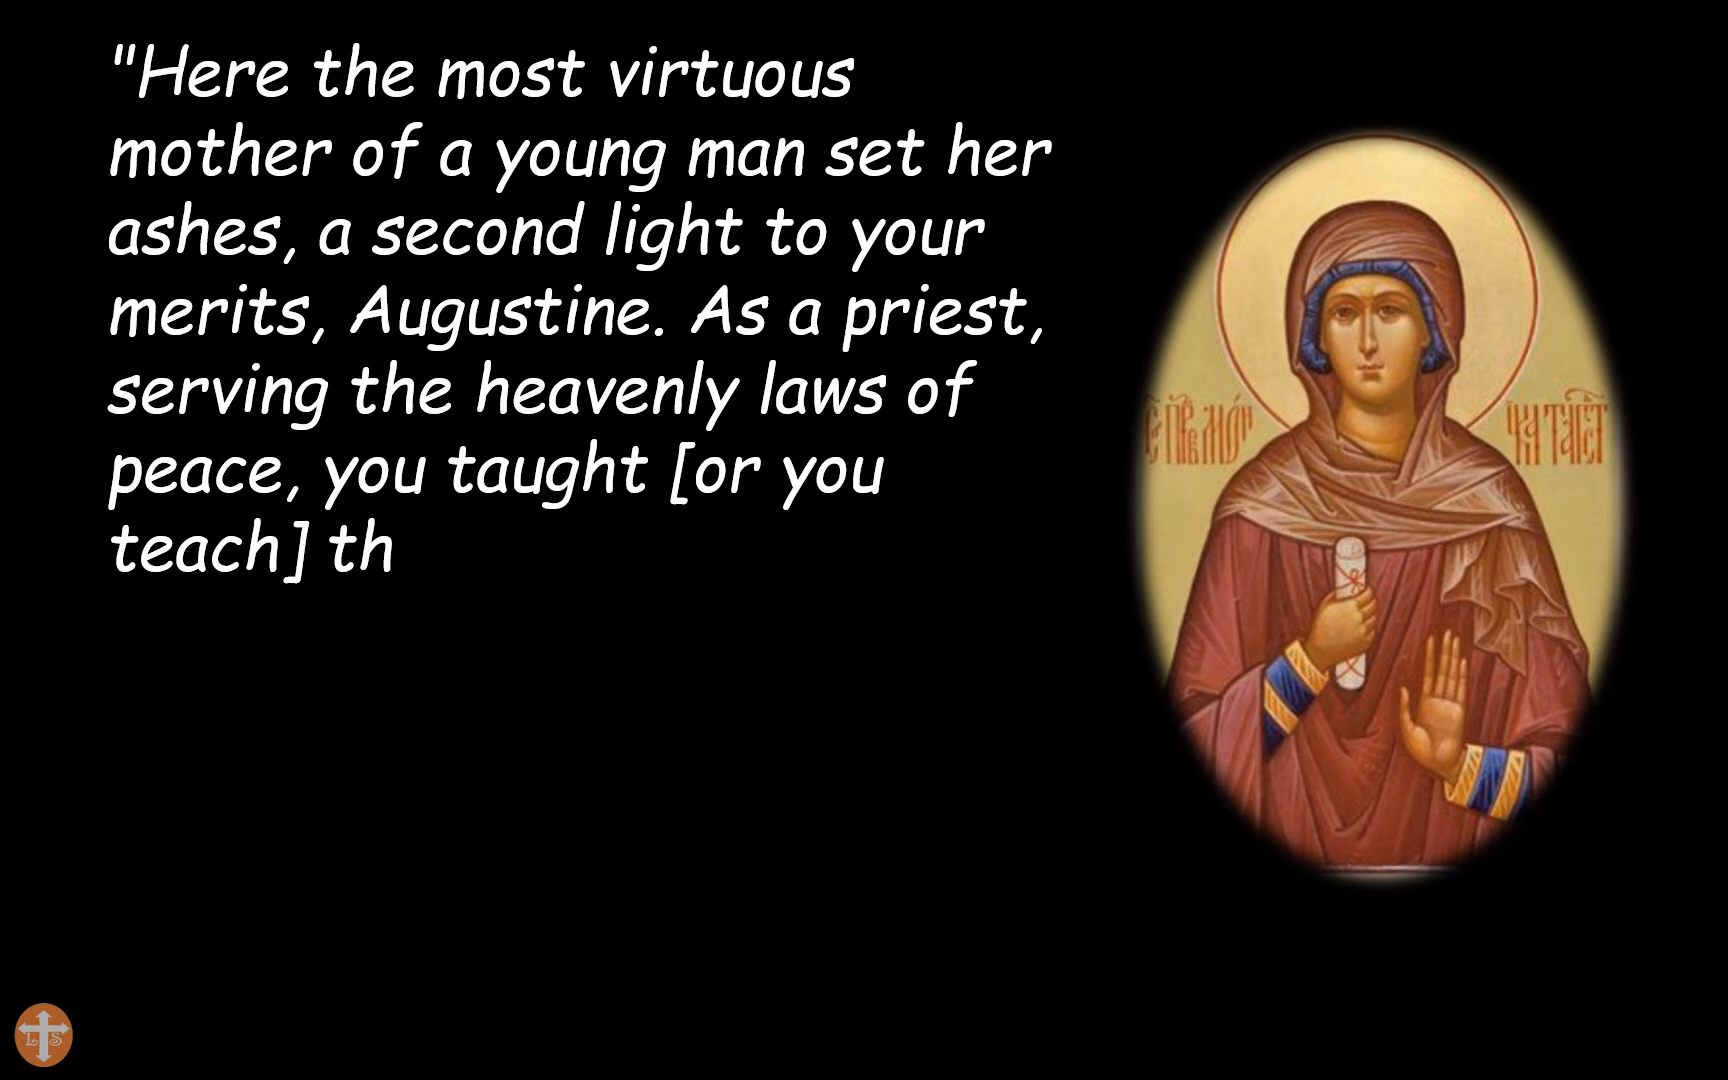 "Here the most virtuous
mother of a young man set her
ashes, a second light to your
merits, Augustine. As a priest,
serving the heavenly laws of
peace, you taught [or you
teach] th
L S